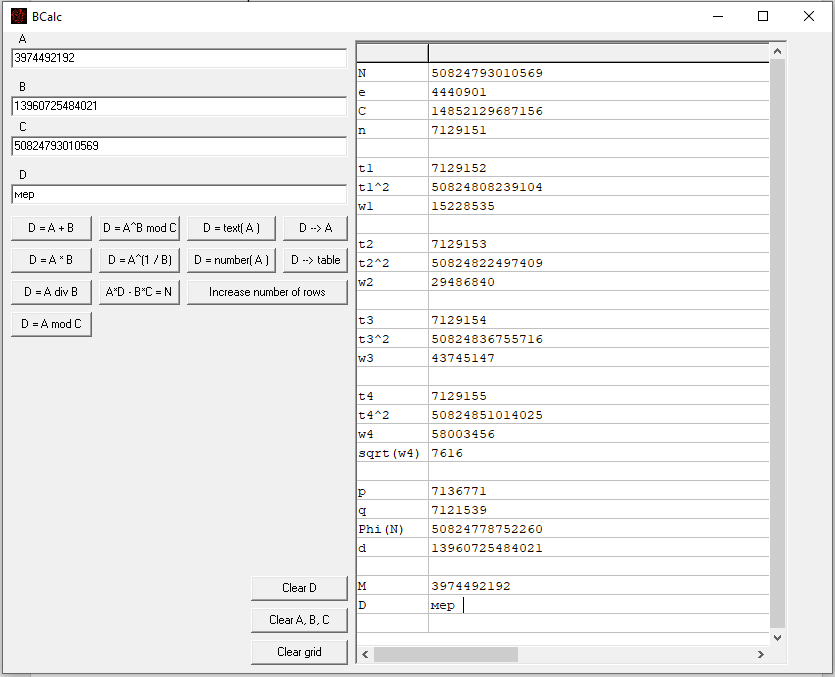 BCalc
A
3974492192
B
13960725484021
C
50824793010569
D
мер
D = A + B
D = A^B mod C
D = text( A )
D --> A
D = A * B
D = A^(1 / B)
D = number( A )
D --> table
D = A div B
A*D - B*C = N
Increase number of rows
D = A mod C
Clear D
Clear A, B, C
Clear grid
N 50824793010569
e 4440901
C 14852129687156
n 7129151
t1 7129152
t1^2 50824808239104
w1 15228535
t2 7129153
t2^2 50824822497409
w2 29486840
t3 7129154
t3^2 50824836755716
w3 43745147
t4 7129155
t4^2 50824851014025
w4 58003456
sqrt(w4) 7616
p 7136771
q 7121539
Phi(N) 50824778752260
d 13960725484021
M 3974492192
D мер